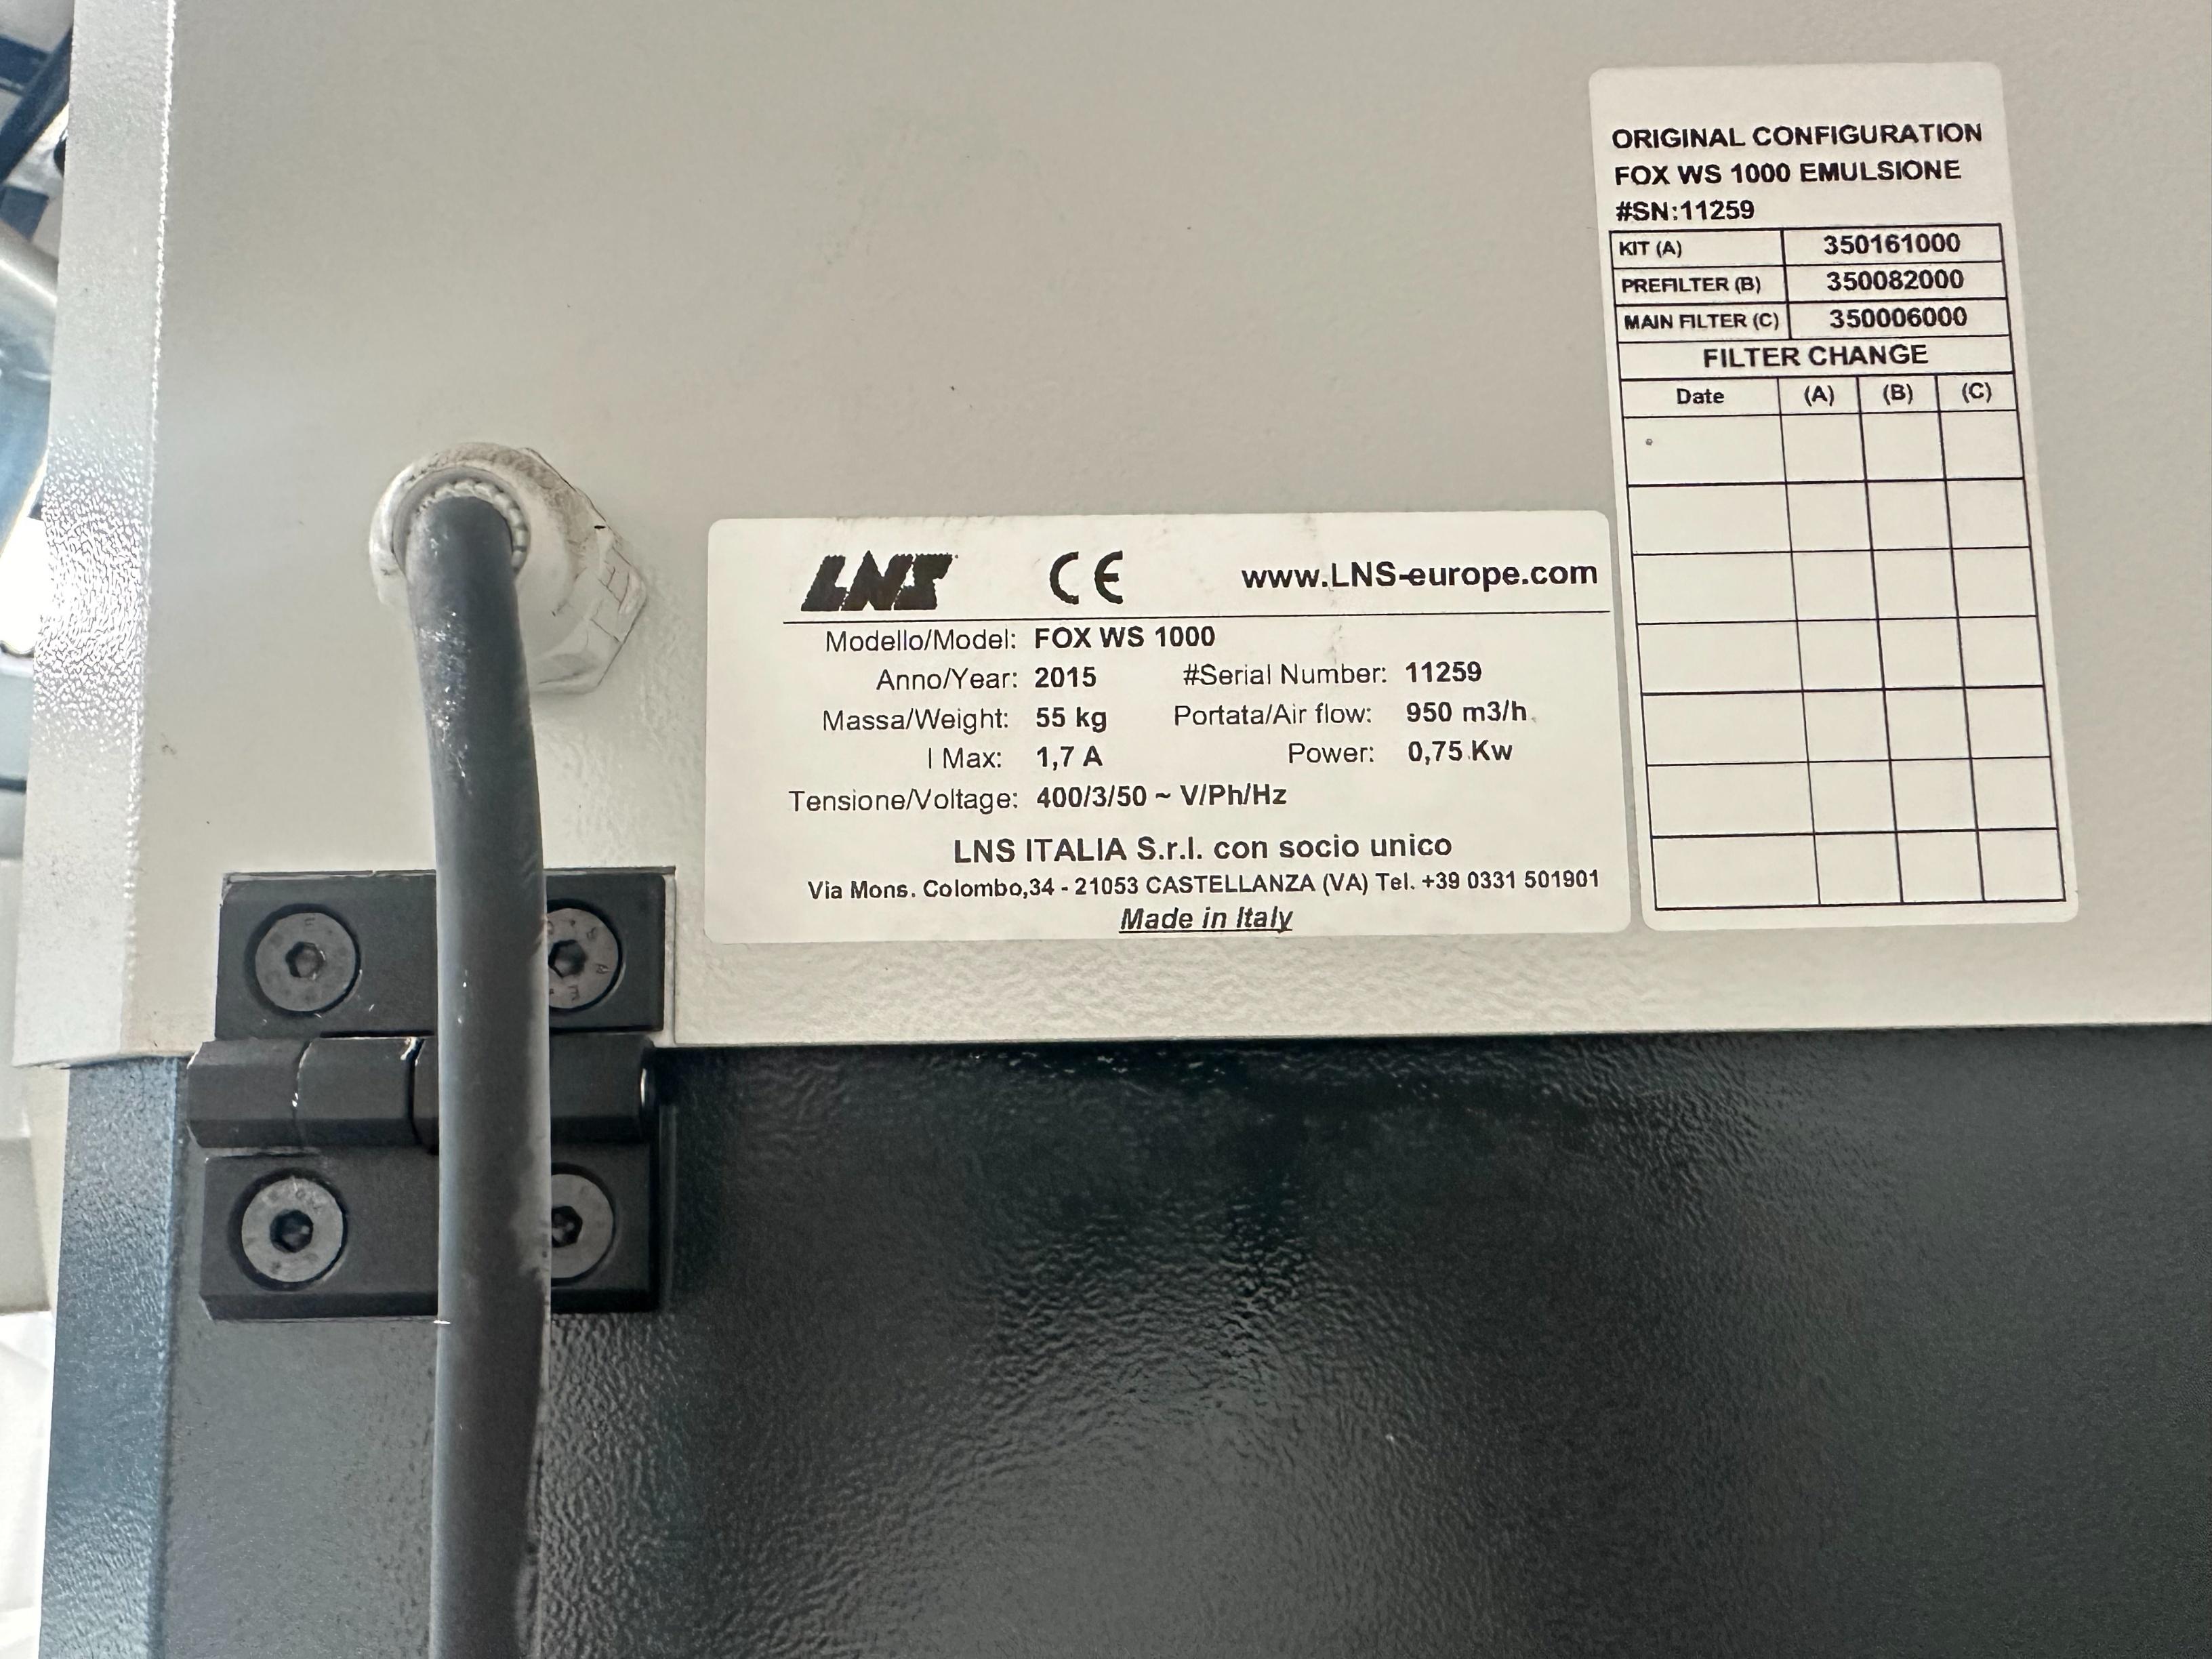 ORIGINAL CONFIGURATION
FOX WS 1000 EMULSIONE
#SN:11259
KIT (A) 350161000
PREFILTER (B) 350082000
MAIN FILTER (C) 350006000
FILTER CHANGE
Date (A) (B) (C)
LNS CE www.LNS-europe.com
Modello/Model: FOX WS 1000
Anno/Year: 2015 #Serial Number: 11259
Massa/Weight: 55 kg Portata/Air flow: 950 m3/h
I Max: 1,7 A Power: 0,75 Kw
Tensione/Voltage: 400/3/50 ~ V/Ph/Hz
LNS ITALIA S.r.l. con socio unico
Via Mons. Colombo,34 - 21053 CASTELLANZA (VA) Tel. +39 0331 501901
Made in Italy